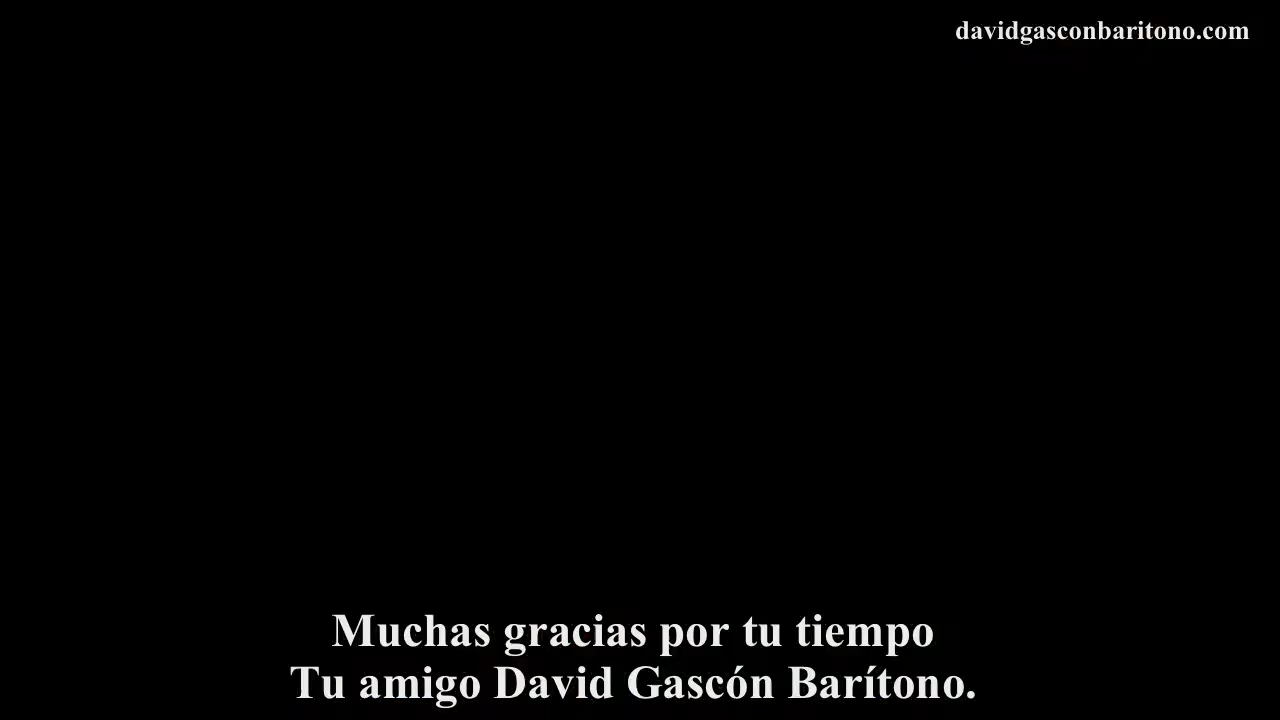 davidgasconbaritono.com
Muchas gracias por tu tiempo
Tu amigo David Gascón Barítono.